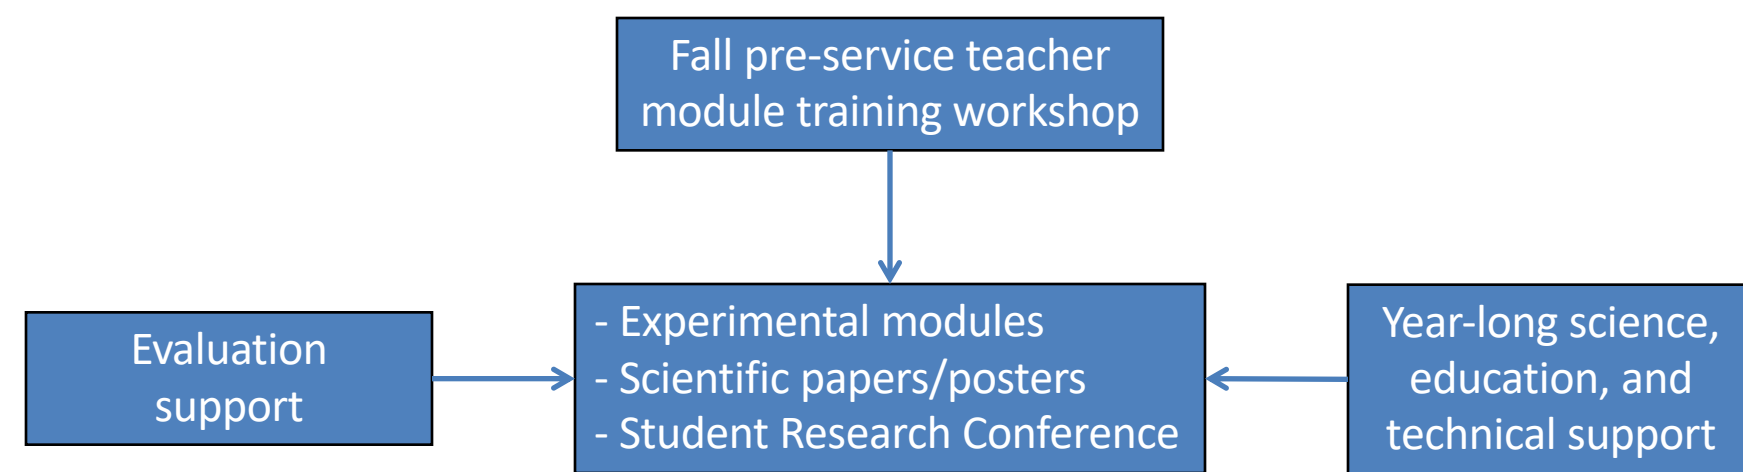 Fall pre-service teacher
module training workshop
Evaluation
support
- Experimental modules
- Scientific papers/posters
- Student Research Conference
Year-long science,
education, and
technical support